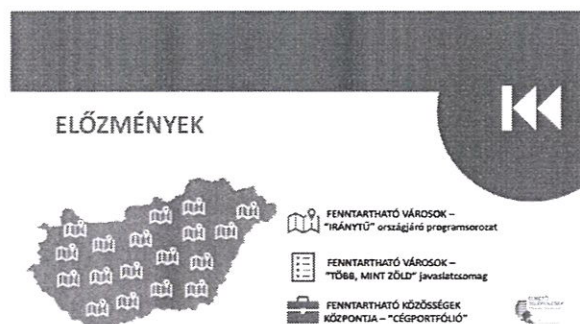 ELŐZMÉNYEK
FENNTARTHATÓ VÁROSOK –
"IRÁNYTŰ" országjáró programsorozat
FENNTARTHATÓ VÁROSOK –
"TÖBB, MINT ZÖLD" javaslatcsomag
FENNTARTHATÓ KÖZÖSSÉGEK
KÖZPONTJA – "CÉGPORTFÓLIÓ"